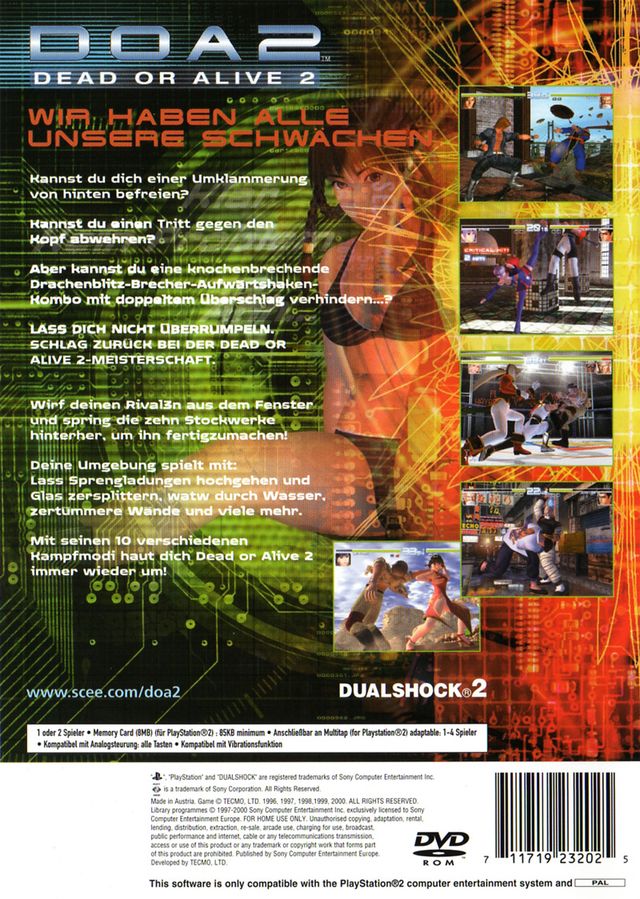 DOA2™
DEAD OR ALIVE 2
WIR HABEN ALLE
UNSERE SCHWÄCHEN
Kannst du dich einer Umklammerung
von hinten befreien?
Kannst du einen Tritt gegen den
Kopf abwehren?
Aber kannst du eine knochenbrechende
Drachenblitz-Brecher-Aufwärtshaken-
Kombo mit doppeltem Überschlag verhindern...?
LASS DICH NICHT ÜBERRUMPELN.
SCHLAG ZURÜCK BEI DER DEAD OR
ALIVE 2-MEISTERSCHAFT.
Wirf deinen Rival3n aus dem Fenster
und spring die zehn Stockwerke
hinterher, um ihn fertigzumachen!
Deine Umgebung spielt mit:
Lass Sprengladungen hochgehen und
Glas zersplittern, watw durch Wasser,
zertummere Wände und viele mehr.
Mit seinen 10 verschiedenen
Kampfmodi haut dich Dead or Alive 2
immer wieder um!
www.scee.com/doa2
DUALSHOCK®2
1 oder 2 Spieler • Memory Card (8MB) (für PlayStation®2) : 85KB minimum • Anschließbar an Multitap (for Playstation®2) adaptable: 1-4 Spieler
• Kompatibel mit Analogsteurung: alle Tasten • Kompatibel mit Vibrationsfunktion
", "PlayStation" and "DUALSHOCK" are registered trademarks of Sony Computer Entertainment Inc.
is a trademark of Sony Corporation. All Rights Reserved.
Made in Austria. Game © TECMO, LTD. 1996, 1997, 1998,1999, 2000. ALL RIGHTS RESERVED.
Library programmes © 1997-2000 Sony Computer Entertainment Inc. exclusively licensed to Sony
Computer Entertainment Europe. FOR HOME USE ONLY. Unauthorised copying, adaptation, rental,
lending, distribution, extraction, re-sale, arcade use, charging for use, broadcast,
public performance and internet, cable or any telecommunications transmission,
access or use of this product or any trademark or copyright work that forms part
of this product are prohibited. Published by Sony Computer Entertainment Europe.
Developed by TECMO, LTD.
DVD
ROM
7 11719 23202 5
This software is only compatible with the PlayStation®2 computer entertainment system and PAL